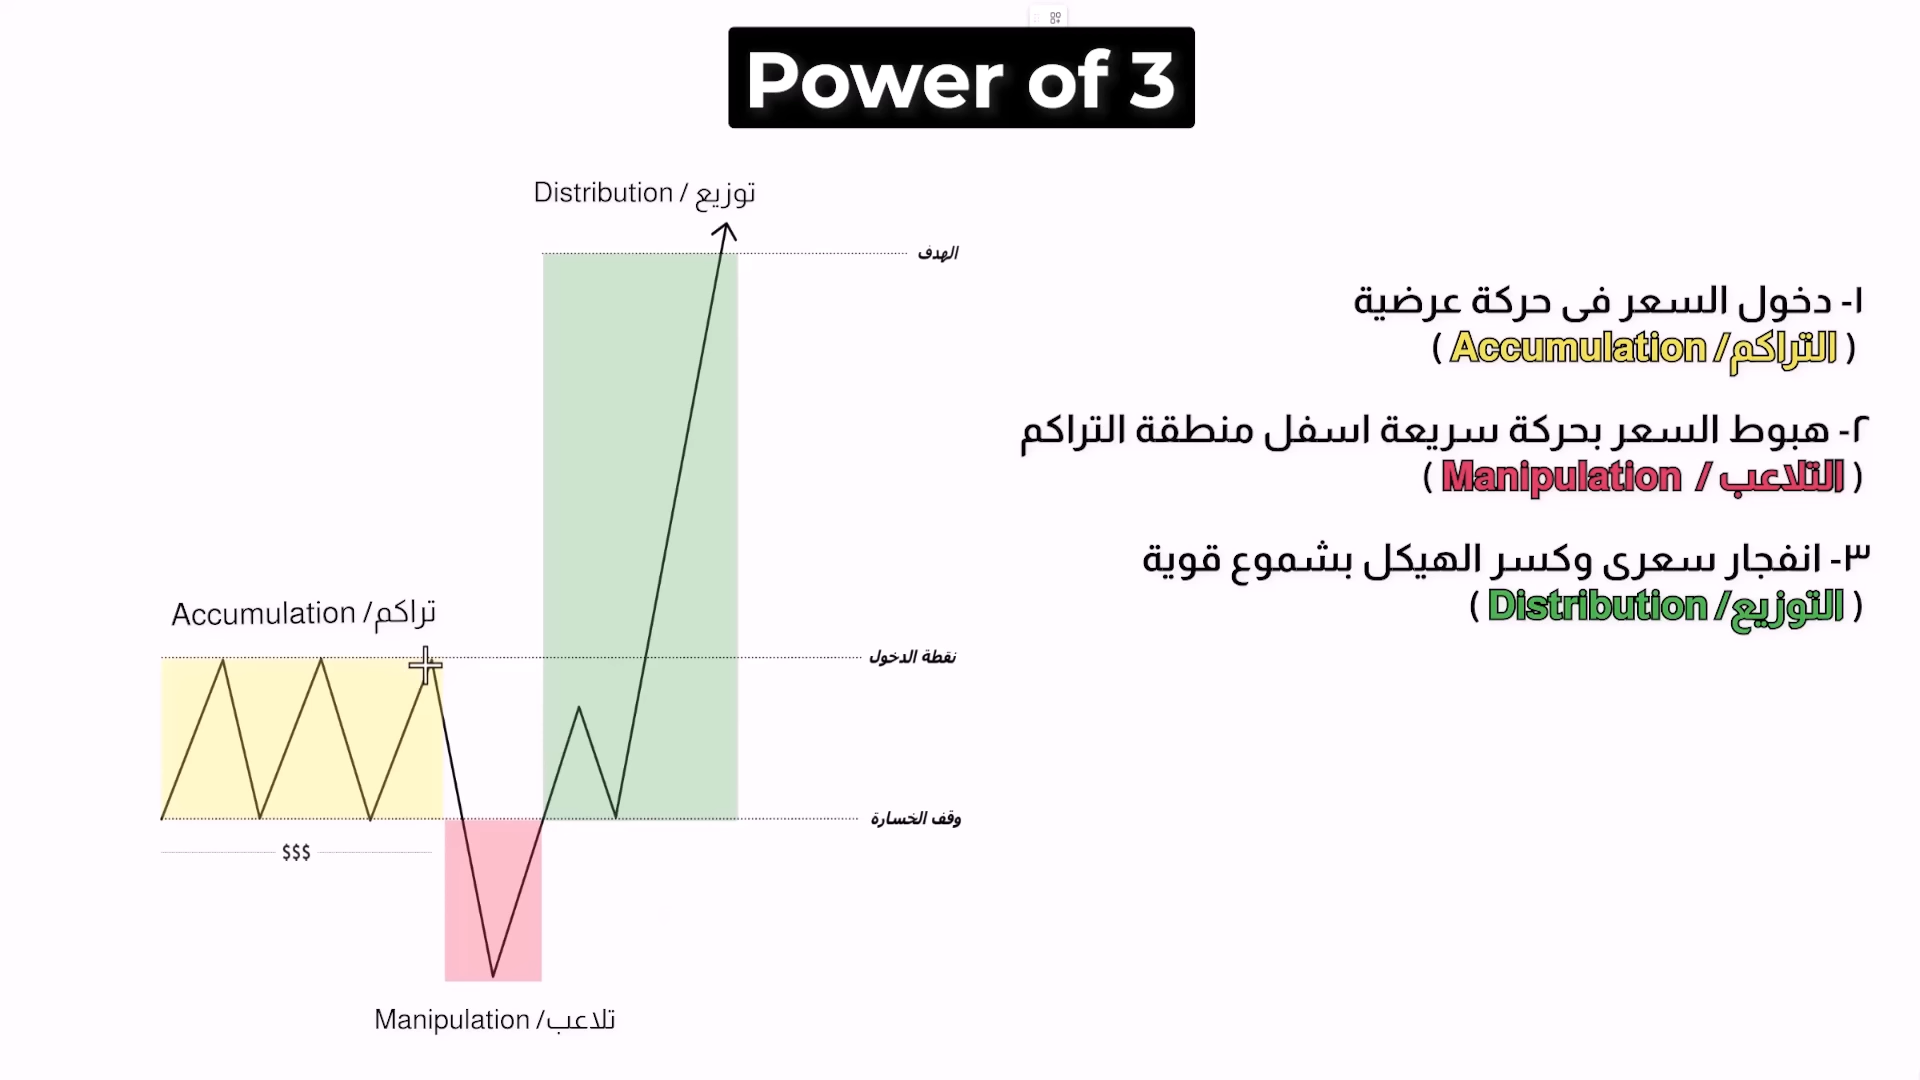 Power of 3
Distribution / توزيع
الهدف
Accumulation / تراكم
نقطة الدخول
وقف الخسارة
$$$
Manipulation / تلاعب
١- دخول السعر فى حركة عرضية
( التراكم/ Accumulation )
٢- هبوط السعر بحركة سريعة اسفل منطقة التراكم
( التلاعب / Manipulation )
٣- انفجار سعرى وكسر الهيكل بشموع قوية
( التوزيع/ Distribution )